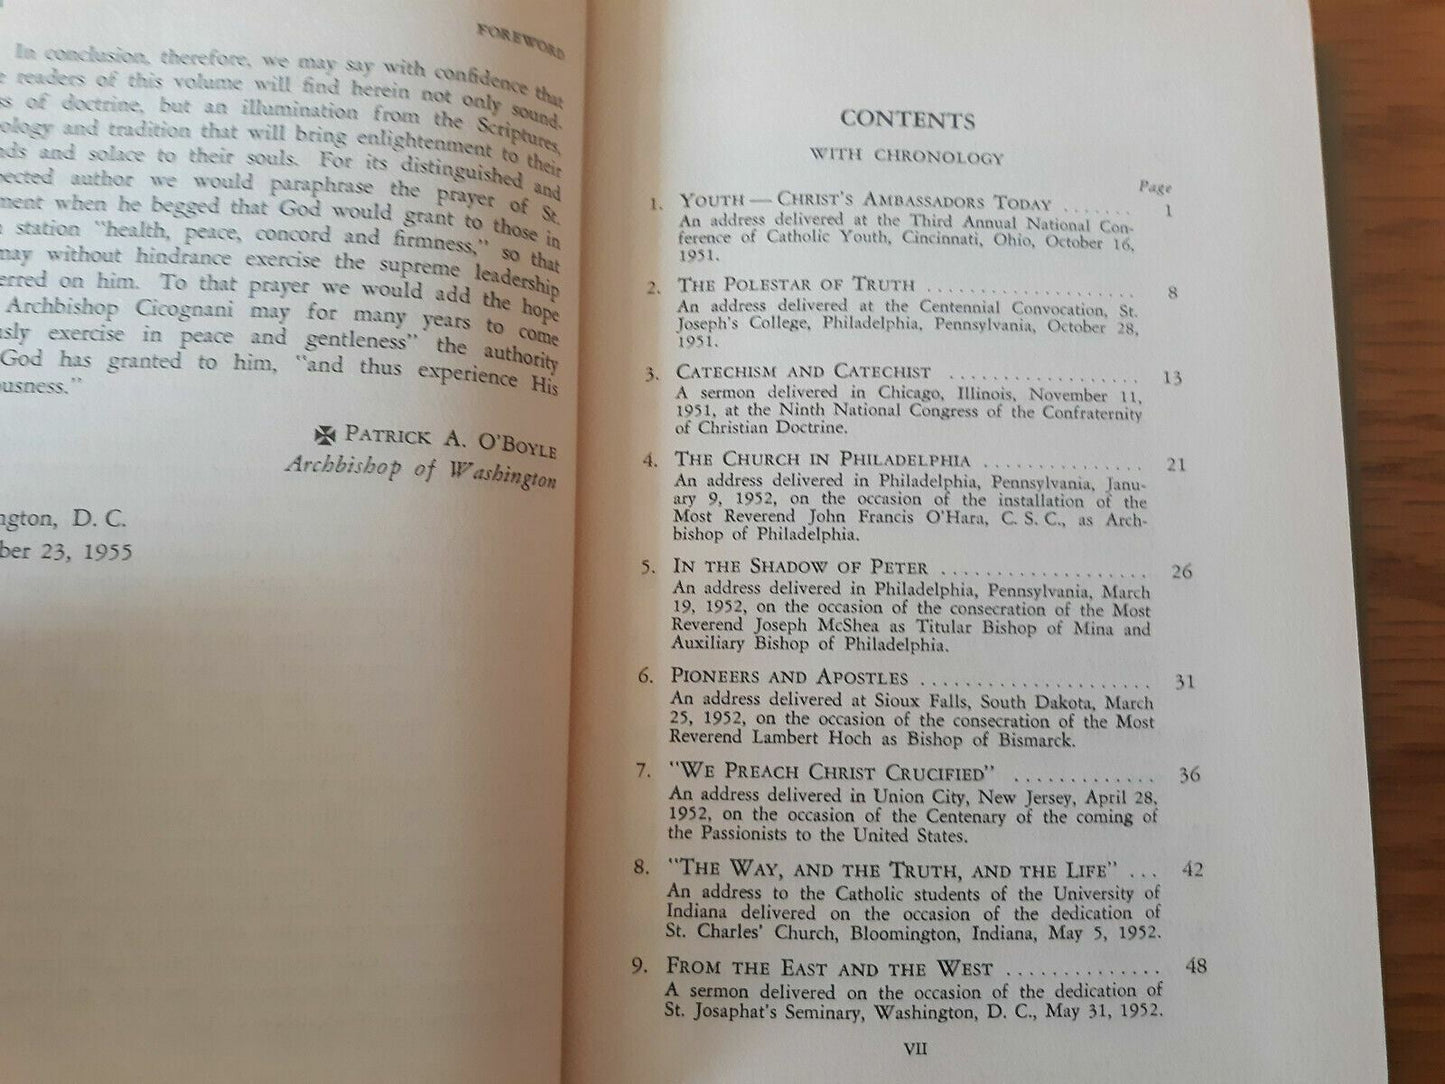 FOREWORD
In conclusion, therefore, we may say with confidence that
readers of this volume will find herein not only sound-
of doctrine, but an illumination from the Scriptures,
and tradition that will bring enlightenment to their
and solace to their souls. For its distinguished and
author we would paraphrase the prayer of St.
when he begged that God would grant to those in
station "health, peace, concord and firmness," so that
may without hindrance exercise the supreme leadership
on him. To that prayer we would add the hope
Archbishop Cicognani may for many years to come
exercise in peace and gentleness" the authority
God has granted to him, "and thus experience His
✠ PATRICK A. O'BOYLE
Archbishop of Washington
D. C.
23, 1955
CONTENTS
WITH CHRONOLOGY
Page
1. YOUTH — CHRIST'S AMBASSADORS TODAY ....... 1
An address delivered at the Third Annual National Con-
ference of Catholic Youth, Cincinnati, Ohio, October 16,
1951.
2. THE POLESTAR OF TRUTH .................... 8
An address delivered at the Centennial Convocation, St.
Joseph's College, Philadelphia, Pennsylvania, October 28,
1951.
3. CATECHISM AND CATECHIST .................. 13
A sermon delivered in Chicago, Illinois, November 11,
1951, at the Ninth National Congress of the Confraternity
of Christian Doctrine.
4. THE CHURCH IN PHILADELPHIA ............... 21
An address delivered in Philadelphia, Pennsylvania, Janu-
ary 9, 1952, on the occasion of the installation of the
Most Reverend John Francis O'Hara, C. S. C., as Arch-
bishop of Philadelphia.
5. IN THE SHADOW OF PETER ................... 26
An address delivered in Philadelphia, Pennsylvania, March
19, 1952, on the occasion of the consecration of the Most
Reverend Joseph McShea as Titular Bishop of Mina and
Auxiliary Bishop of Philadelphia.
6. PIONEERS AND APOSTLES ..................... 31
An address delivered at Sioux Falls, South Dakota, March
25, 1952, on the occasion of the consecration of the Most
Reverend Lambert Hoch as Bishop of Bismarck.
7. "WE PREACH CHRIST CRUCIFIED" ............. 36
An address delivered in Union City, New Jersey, April 28,
1952, on the occasion of the Centenary of the coming of
the Passionists to the United States.
8. "THE WAY, AND THE TRUTH, AND THE LIFE" ... 42
An address to the Catholic students of the University of
Indiana delivered on the occasion of the dedication of
St. Charles' Church, Bloomington, Indiana, May 5, 1952.
9. FROM THE EAST AND THE WEST .............. 48
A sermon delivered on the occasion of the dedication of
St. Josaphat's Seminary, Washington, D. C., May 31, 1952.
VII